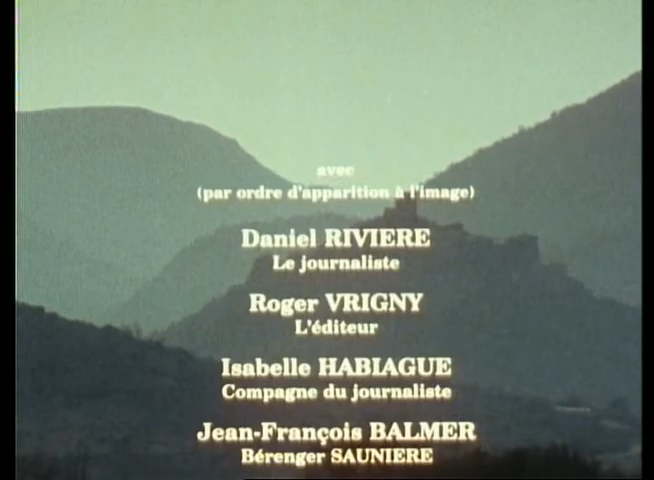 avec
(par ordre d'apparition à l'image)
Daniel RIVIERE
Le journaliste
Roger VRIGNY
L'éditeur
Isabelle HABIAGUE
Compagne du journaliste
Jean-François BALMER
Bérenger SAUNIERE